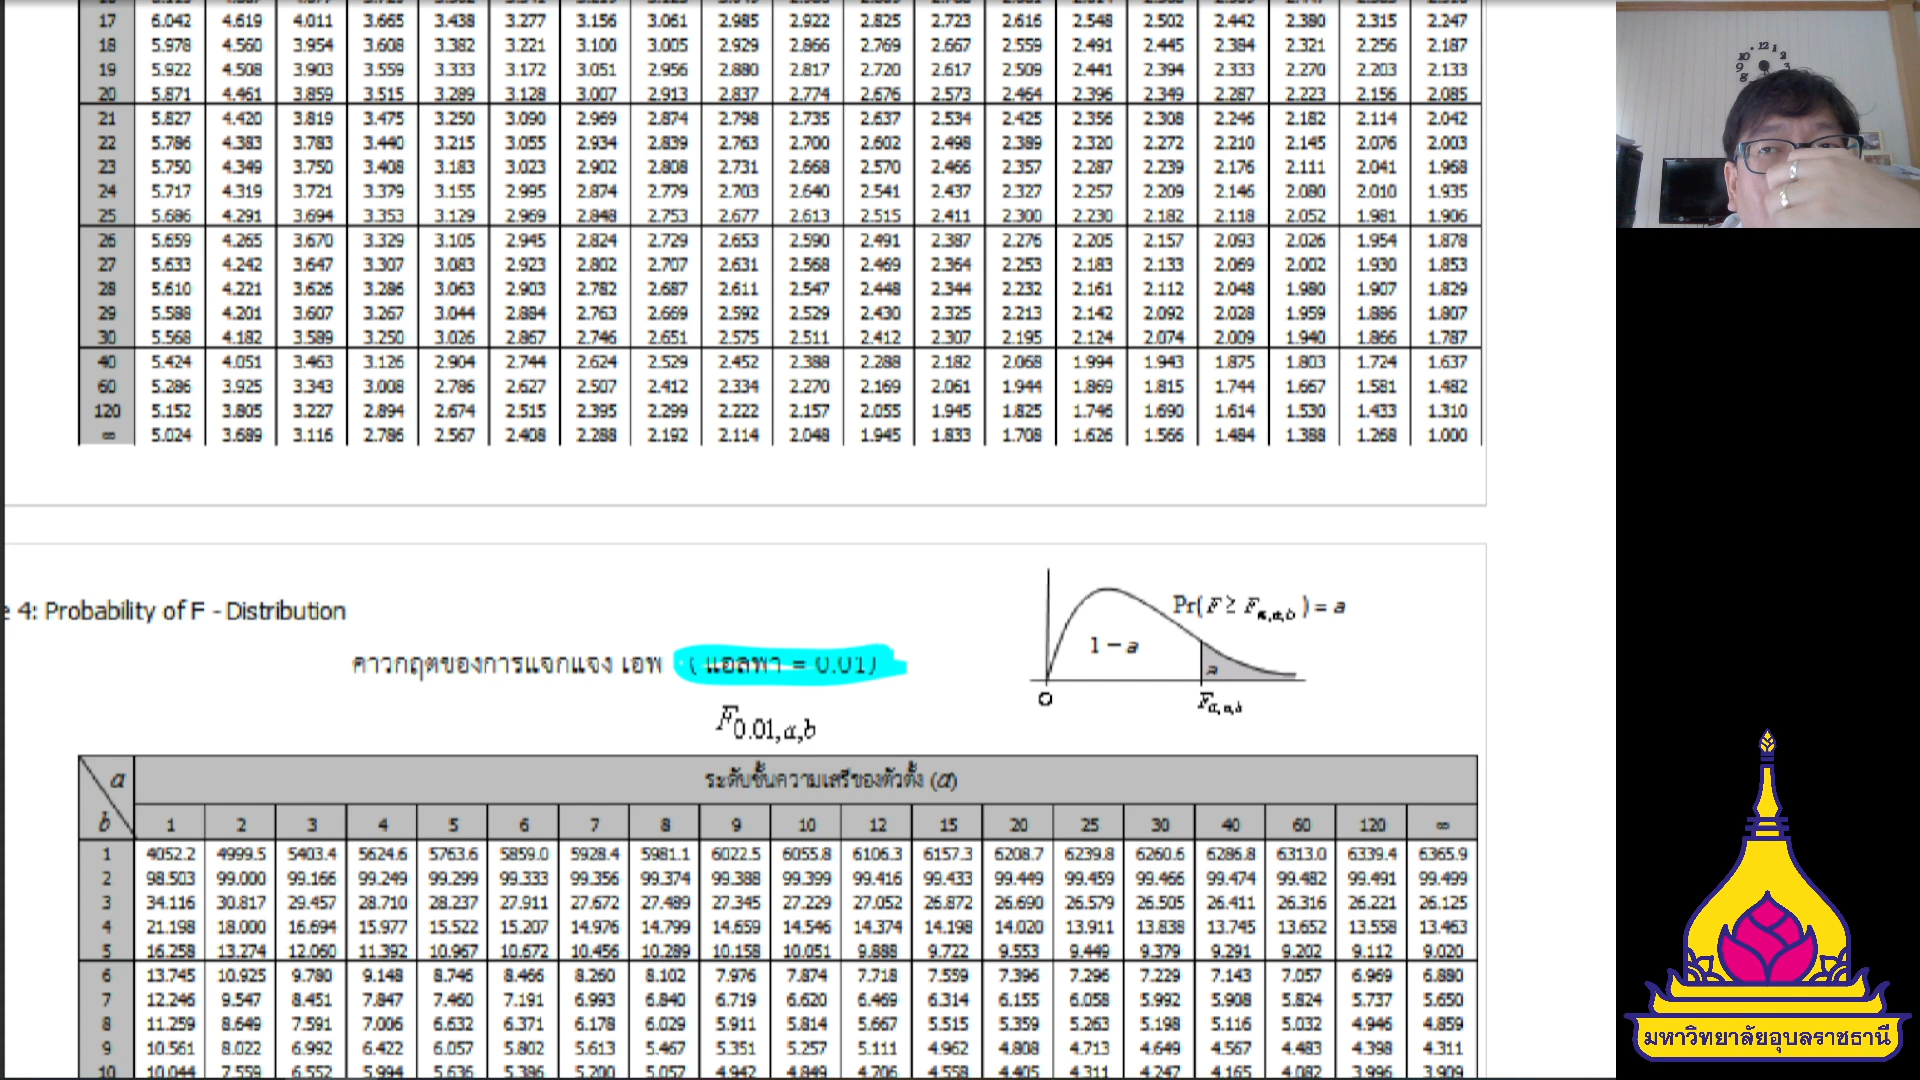 17 6.042 4.619 4.011 3.665 3.438 3.277 3.156 3.061 2.985 2.922 2.825 2.723 2.616 2.548 2.502 2.442 2.380 2.315 2.247
18 5.978 4.560 3.954 3.608 3.382 3.221 3.100 3.005 2.929 2.866 2.769 2.667 2.559 2.491 2.445 2.384 2.321 2.256 2.187
19 5.922 4.508 3.903 3.559 3.333 3.172 3.051 2.956 2.880 2.817 2.720 2.617 2.509 2.441 2.394 2.333 2.270 2.203 2.133
20 5.871 4.461 3.859 3.515 3.289 3.128 3.007 2.913 2.837 2.774 2.676 2.573 2.464 2.396 2.349 2.287 2.223 2.156 2.085
21 5.827 4.420 3.819 3.475 3.250 3.090 2.969 2.874 2.798 2.735 2.637 2.534 2.425 2.356 2.308 2.246 2.182 2.114 2.042
22 5.786 4.383 3.783 3.440 3.215 3.055 2.934 2.839 2.763 2.700 2.602 2.498 2.389 2.320 2.272 2.210 2.145 2.076 2.003
23 5.750 4.349 3.750 3.408 3.183 3.023 2.902 2.808 2.731 2.668 2.570 2.466 2.357 2.287 2.239 2.176 2.111 2.041 1.968
24 5.717 4.319 3.721 3.379 3.155 2.995 2.874 2.779 2.703 2.640 2.541 2.437 2.327 2.257 2.209 2.146 2.080 2.010 1.935
25 5.686 4.291 3.694 3.353 3.129 2.969 2.848 2.753 2.677 2.613 2.515 2.411 2.300 2.230 2.182 2.118 2.052 1.981 1.906
26 5.659 4.265 3.670 3.329 3.105 2.945 2.824 2.729 2.653 2.590 2.491 2.387 2.276 2.205 2.157 2.093 2.026 1.954 1.878
27 5.633 4.242 3.647 3.307 3.083 2.923 2.802 2.707 2.631 2.568 2.469 2.364 2.253 2.183 2.133 2.069 2.002 1.930 1.853
28 5.610 4.221 3.626 3.286 3.063 2.903 2.782 2.687 2.611 2.547 2.448 2.344 2.232 2.161 2.112 2.048 1.980 1.907 1.829
29 5.588 4.201 3.607 3.267 3.044 2.884 2.763 2.669 2.592 2.529 2.430 2.325 2.213 2.142 2.092 2.028 1.959 1.886 1.807
30 5.568 4.182 3.589 3.250 3.026 2.867 2.746 2.651 2.575 2.511 2.412 2.307 2.195 2.124 2.074 2.009 1.940 1.866 1.787
40 5.424 4.051 3.463 3.126 2.904 2.744 2.624 2.529 2.452 2.388 2.288 2.182 2.068 1.994 1.943 1.875 1.803 1.724 1.637
60 5.286 3.925 3.343 3.008 2.786 2.627 2.507 2.412 2.334 2.270 2.169 2.061 1.944 1.869 1.815 1.744 1.667 1.581 1.482
120 5.152 3.805 3.227 2.894 2.674 2.515 2.395 2.299 2.222 2.157 2.055 1.945 1.825 1.746 1.690 1.614 1.530 1.433 1.310
∞ 5.024 3.689 3.116 2.786 2.567 2.408 2.288 2.192 2.114 2.048 1.945 1.833 1.708 1.626 1.566 1.484 1.388 1.268 1.000
4: Probability of F - Distribution
Pr(F ≥ F α,a,b ) = a
1 – a
a
O
F a,a,b
ค่าวิกฤตของการแจกแจง เอฟ ( แอลฟา = 0.01)
F0.01,a,b
a ระดับขั้นความเสรีของตัวตั้ง (a)
b 1 2 3 4 5 6 7 8 9 10 12 15 20 25 30 40 60 120 ∞
1 4052.2 4999.5 5403.4 5624.6 5763.6 5859.0 5928.4 5981.1 6022.5 6055.8 6106.3 6157.3 6208.7 6239.8 6260.6 6286.8 6313.0 6339.4 6365.9
2 98.503 99.000 99.166 99.249 99.299 99.333 99.356 99.374 99.388 99.399 99.416 99.433 99.449 99.459 99.466 99.474 99.482 99.491 99.499
3 34.116 30.817 29.457 28.710 28.237 27.911 27.672 27.489 27.345 27.229 27.052 26.872 26.690 26.579 26.505 26.411 26.316 26.221 26.125
4 21.198 18.000 16.694 15.977 15.522 15.207 14.976 14.799 14.659 14.546 14.374 14.198 14.020 13.911 13.838 13.745 13.652 13.558 13.463
5 16.258 13.274 12.060 11.392 10.967 10.672 10.456 10.289 10.158 10.051 9.888 9.722 9.553 9.449 9.379 9.291 9.202 9.112 9.020
6 13.745 10.925 9.780 9.148 8.746 8.466 8.260 8.102 7.976 7.874 7.718 7.559 7.396 7.296 7.229 7.143 7.057 6.969 6.880
7 12.246 9.547 8.451 7.847 7.460 7.191 6.993 6.840 6.719 6.620 6.469 6.314 6.155 6.058 5.992 5.908 5.824 5.737 5.650
8 11.259 8.649 7.591 7.006 6.632 6.371 6.178 6.029 5.911 5.814 5.667 5.515 5.359 5.263 5.198 5.116 5.032 4.946 4.859
9 10.561 8.022 6.992 6.422 6.057 5.802 5.613 5.467 5.351 5.257 5.111 4.962 4.808 4.713 4.649 4.567 4.483 4.398 4.311
10 10.044 7.559 6.552 5.994 5.636 5.386 5.200 5.057 4.942 4.849 4.706 4.558 4.405 4.311 4.247 4.165 4.082 3.996 3.909
มหาวิทยาลัยอุบลราชธานี